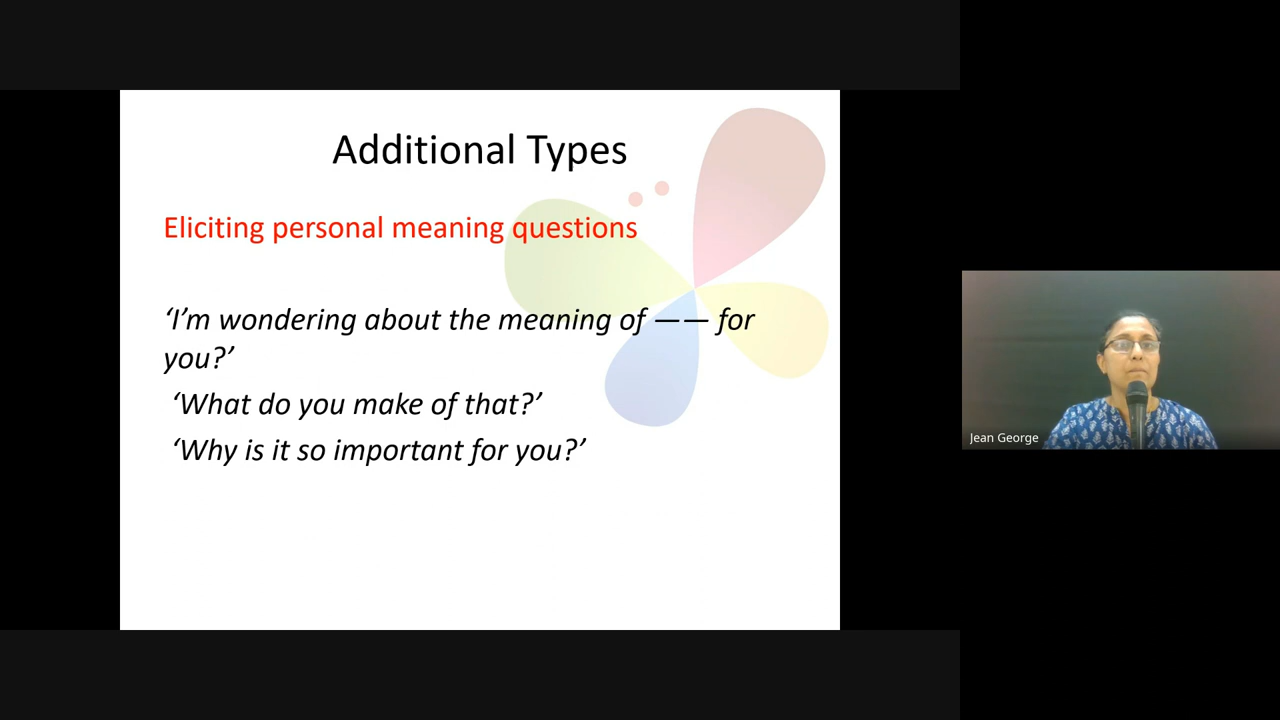 Additional Types
Eliciting personal meaning questions
‘I’m wondering about the meaning of —— for
you?’
‘What do you make of that?’
‘Why is it so important for you?’
Jean George